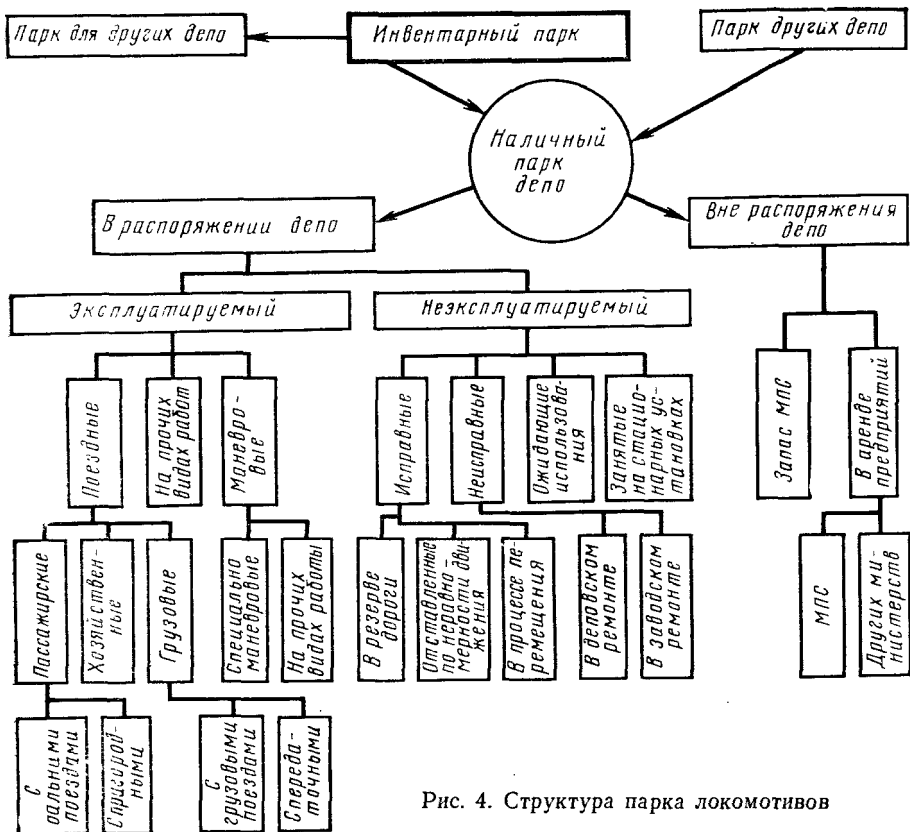 Парк для других депо
Инвентарный парк
Парк других депо
Наличный
парк
депо
В распоряжении депо
Вне распоряжения
депо
Эксплуатируемый
Неэксплуатируемый
Поездные
На прочих
видах работ
Маневро-
вые
Исправные
Неисправные
Ожидающие
использова-
ния
Занятые
на стацио-
нарных ус-
тановках
Запас МПС
В аренде
предприятий
Пассажирские
Хозяйствен-
ные
Грузовые
Специально
маневровые
На прочих
видах работы
В резерве
дороги
Отставленные
по неравно-
мерности дви-
жения
В процессе пе-
ремещения
В деповском
ремонте
В заводском
ремонте
МПС
Других ми-
нистерств
С
дальними
поездами
С пригород-
ными
С
грузовыми
поездами
С переда-
точными
Рис. 4. Структура парка локомотивов